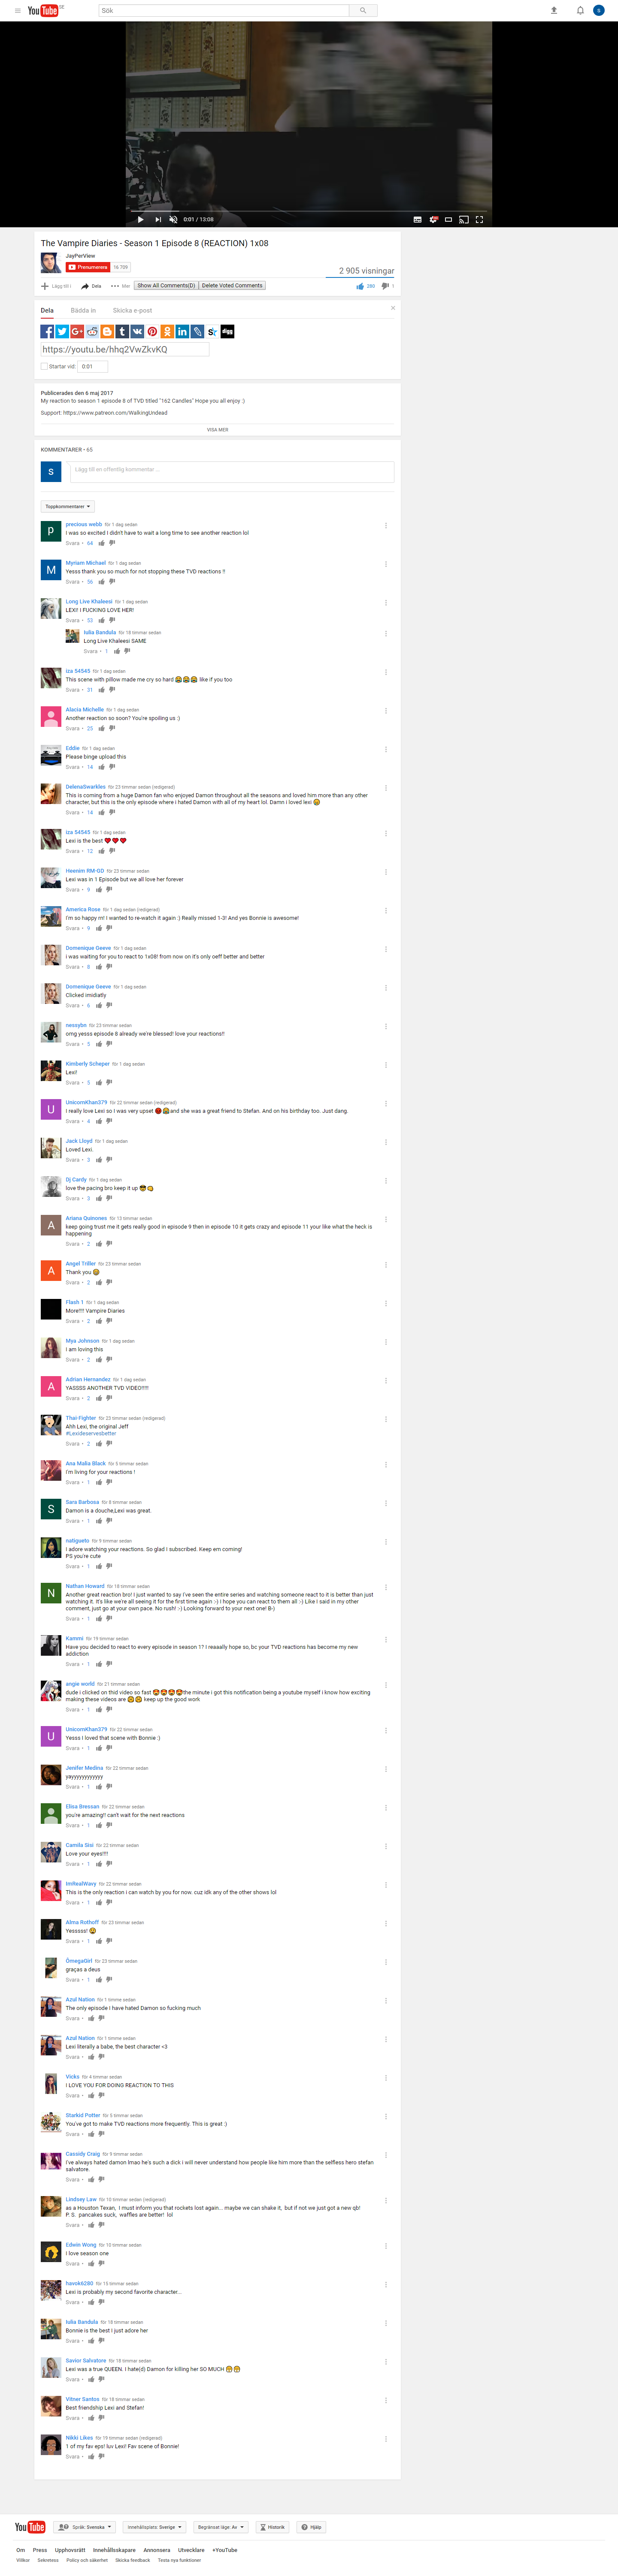 YouTube SE
Sök
S
0:01 / 13:08
The Vampire Diaries - Season 1 Episode 8 (REACTION) 1x08
JayPerView
Prenumerera 16 709
2 905 visningar
Lägg till i Dela Mer Show All Comments(D) Delete Voted Comments
280 1
Dela Bädda in Skicka e-post
https://youtu.be/hhq2VwZkvKQ
Startar vid: 0:01
Publicerades den 6 maj 2017
My reaction to season 1 episode 8 of TVD titled "162 Candles" Hope you all enjoy :)
Support: https://www.patreon.com/WalkingUndead
VISA MER
KOMMENTARER • 65
S
Lägg till en offentlig kommentar ...
Toppkommentarer
p
precious webb för 1 dag sedan
I was so excited I didn't have to wait a long time to see another reaction lol
Svara • 64
M
Myriam Michael för 1 dag sedan
Yesss thank you so much for not stopping these TVD reactions !!
Svara • 56
Long Live Khaleesi för 1 dag sedan
LEXI! I FUCKING LOVE HER!
Svara • 53
Iulia Bandula för 18 timmar sedan
Long Live Khaleesi SAME
Svara • 1
iza 54545 för 1 dag sedan
This scene with pillow made me cry so hard 😭😭😭 like if you too
Svara • 31
Alacia Michelle för 1 dag sedan
Another reaction so soon? You're spoiling us :)
Svara • 25
Eddie för 1 dag sedan
Please binge upload this
Svara • 14
DelenaSwarkles för 23 timmar sedan (redigerad)
This is coming from a huge Damon fan who enjoyed Damon throughout all the seasons and loved him more than any other
character, but this is the only episode where i hated Damon with all of my heart lol. Damn i loved lexi
Svara • 14
iza 54545 för 1 dag sedan
Lexi is the best ❤❤❤
Svara • 12
Heenim RM GD för 23 timmar sedan
Lexi was in 1 Episode but we all love her forever
Svara • 9
America Rose för 1 dag sedan (redigerad)
I'm so happy rn! I wanted to re-watch it again :) Really missed 1-3! And yes Bonnie is awesome!
Svara • 9
Domenique Geeve för 1 dag sedan
I was waiting for you to react to 1x08! from now on it's only oeff better and better
Svara • 8
Domenique Geeve för 1 dag sedan
Clicked imidiatly
Svara • 6
nessybn för 23 timmar sedan
omg yesss episode 8 already we're blessed! love your reactions!!
Svara • 5
Kimberly Scheper för 1 dag sedan
Lexi!
Svara • 5
U
UnicornKhan379 för 22 timmar sedan (redigerad)
I really love Lexi so I was very upset 😡😭and she was a great friend to Stefan. And on his birthday too. Just dang.
Svara • 4
Jack Lloyd för 1 dag sedan
Loved Lexi.
Svara • 3
Dj Cardy för 1 dag sedan
love the pacing bro keep it up
Svara • 3
A
Ariana Quinones för 13 timmar sedan
keep going trust me it gets really good in episode 9 then in episode 10 it gets crazy and episode 11 your like what the heck is
happening
Svara • 2
A
Angel Triller för 23 timmar sedan
Thank you
Svara • 2
Flash 1 för 1 dag sedan
More!!!! Vampire Diaries
Svara • 2
Mya Johnson för 1 dag sedan
I am loving this
Svara • 2
A
Adrian Hernandez för 1 dag sedan
YASSSS ANOTHER TVD VIDEO!!!!!
Svara • 2
Thai-Fighter för 23 timmar sedan (redigerad)
Ahh Lexi, the original Jeff
#Lexideservesbetter
Svara • 2
Ana Malia Black för 5 timmar sedan
I'm living for your reactions !
Svara • 1
S
Sara Barbosa för 8 timmar sedan
Damon is a douche,Lexi was great.
Svara • 1
natigueto för 9 timmar sedan
I adore watching your reactions. So glad I subscribed. Keep em coming!
PS you're cute
Svara • 1
N
Nathan Howard för 18 timmar sedan
Another great reaction bro! I just wanted to say i've seen the entire series and watching someone react to it is better than just
watching it. It's like we're all seeing it for the first time again :-) i hope you can react to them all :-) Like I said in my other
comment, just go at your own pace. No rush! :-) Looking forward to your next one! B-)
Svara • 1
Kammi för 19 timmar sedan
Have you decided to react to every episode in season 1? I reaaally hope so, bc your TVD reactions has become my new
addiction
Svara • 1
angie world för 21 timmar sedan
dude i clicked on thid video so fast 😍😍😍😍the minute i got this notification being a youtube myself i know how exciting
making these videos are keep up the good work
Svara • 1
U
UnicornKhan379 för 22 timmar sedan
Yesss I loved that scene with Bonnie :)
Svara • 1
Jenifer Medina för 22 timmar sedan
yayyyyyyyyyyyy
Svara • 1
Elisa Bressan för 22 timmar sedan
you're amazing!! can't wait for the next reactions
Svara • 1
Camila Sisi för 22 timmar sedan
Love your eyes!!!!
Svara • 1
ImRealWavy för 22 timmar sedan
This is the only reaction i can watch by you for now. cuz idk any of the other shows lol
Svara • 1
Alma Rothoff för 23 timmar sedan
Yesssss!
Svara • 1
ÔmegaGirl för 23 timmar sedan
graças a deus
Svara • 1
Azul Nation för 1 timme sedan
The only episode I have hated Damon so fucking much
Svara •
Azul Nation för 1 timme sedan
Lexi literally a babe, the best character <3
Svara •
Vicks för 4 timmar sedan
I LOVE YOU FOR DOING REACTION TO THIS
Svara •
Starkid Potter för 5 timmar sedan
You've got to make TVD reactions more frequently. This is great :)
Svara •
Cassidy Craig för 9 timmar sedan
i've always hated damon lmao he's such a dick i will never understand how people like him more than the selfless hero stefan
salvatore.
Svara •
Lindsey Law för 10 timmar sedan (redigerad)
as a Houston Texan, I must inform you that rockets lost again... maybe we can shake it, but if not we just got a new qb!
P. S. pancakes suck, waffles are better! lol
Svara •
Edwin Wong för 10 timmar sedan
I love season one
Svara •
havok6280 för 15 timmar sedan
Lexi is probably my second favorite character...
Svara •
Iulia Bandula för 18 timmar sedan
Bonnie is the best I just adore her
Svara •
Savior Salvatore för 18 timmar sedan
Lexi was a true QUEEN. I hate(d) Damon for killing her SO MUCH
Svara •
Vitner Santos för 18 timmar sedan
Best friendship Lexi and Stefan!
Svara •
Nikki Likes för 19 timmar sedan (redigerad)
1 of my fav eps! luv Lexi! Fav scene of Bonnie!
Svara •
YouTube Språk: Svenska Innehållsplats: Sverige Begränsat läge: Av Historik Hjälp
Om Press Upphovsrätt Innehållsskapare Annonsera Utvecklare +YouTube
Villkor Sekretess Policy och säkerhet Skicka feedback Testa nya funktioner